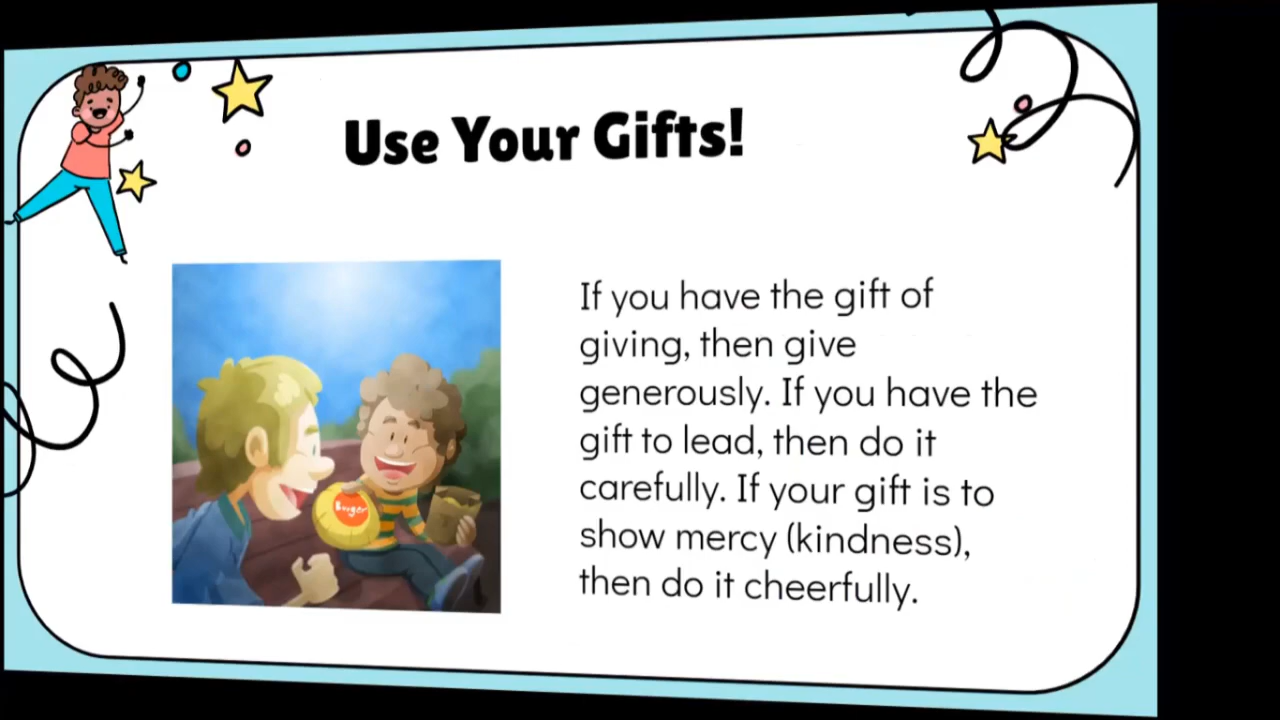 Use Your Gifts!
If you have the gift of
giving, then give
generously. If you have the
gift to lead, then do it
carefully. If your gift is to
show mercy (kindness),
then do it cheerfully.
Burger